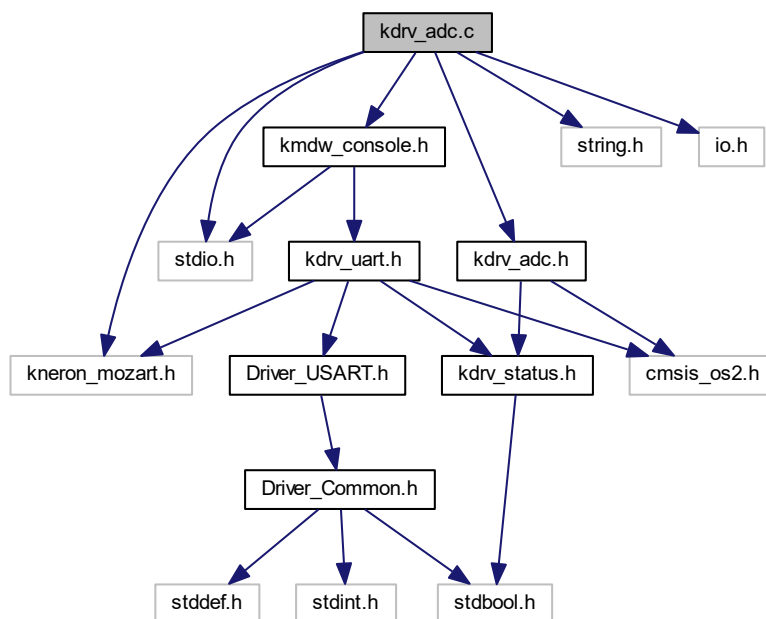 kdrv_adc.c
kmdw_console.h
string.h
io.h
stdio.h
kdrv_uart.h
kdrv_adc.h
kneron_mozart.h
Driver_USART.h
kdrv_status.h
cmsis_os2.h
Driver_Common.h
stddef.h
stdint.h
stdbool.h